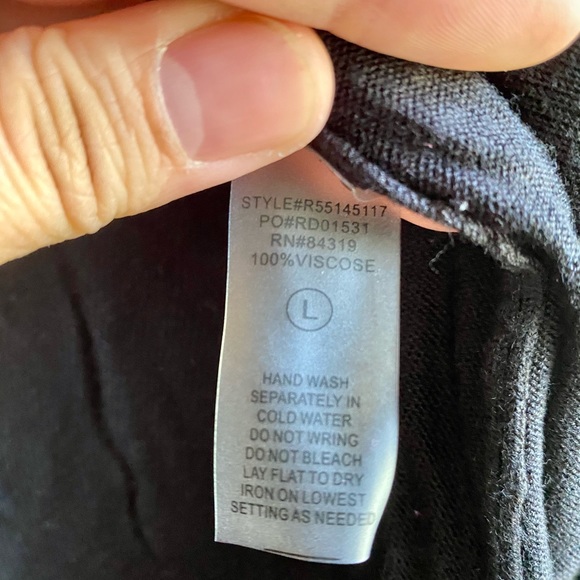 STYLE#R55145117
PO#RD01531
RN#84319
100%VISCOSE
L
HAND WASH
SEPARATELY IN
COLD WATER
DO NOT WRING
DO NOT BLEACH
LAY FLAT TO DRY
IRON ON LOWEST
SETTING AS NEEDED